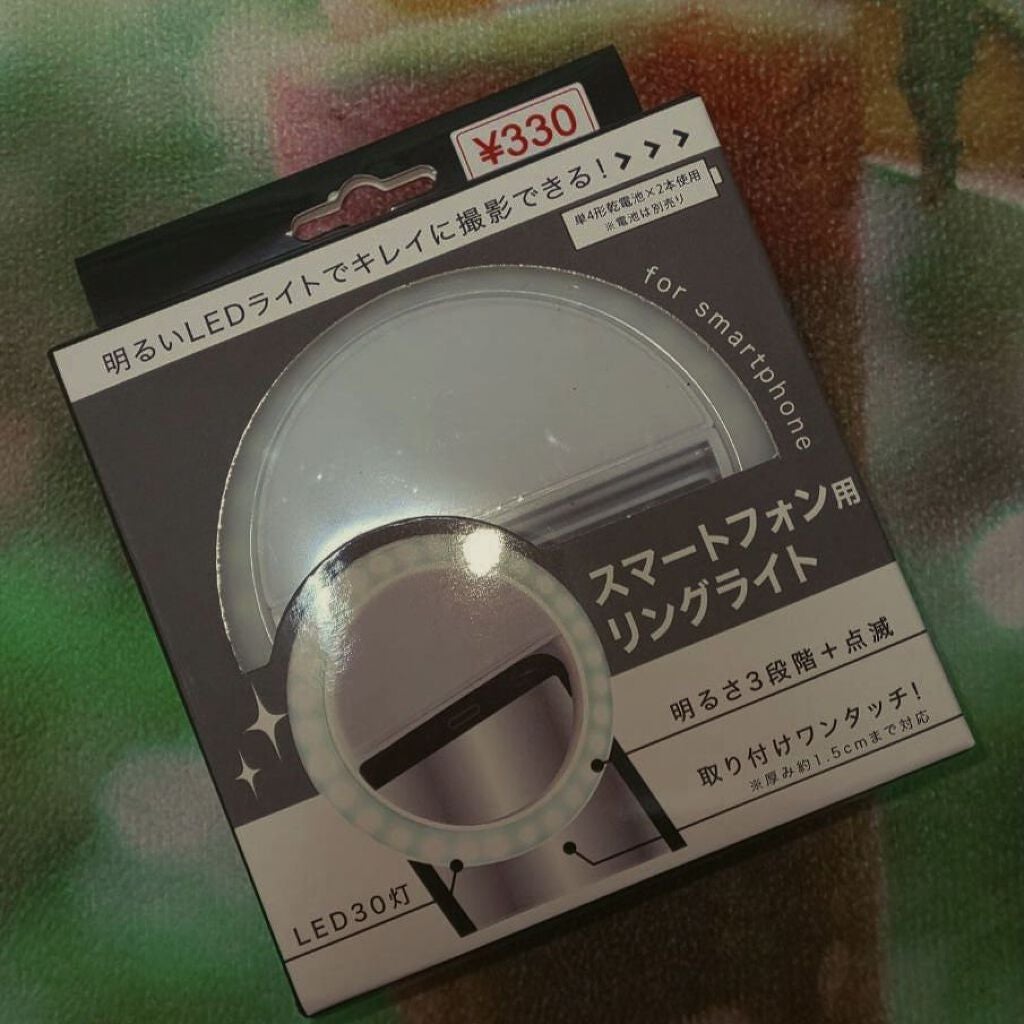 ¥330
明るいLEDライトでキレイに撮影できる!>>>
単4形乾電池×2本使用
※電池は別売り
for smartphone
スマートフォン用
リングライト
明るさ3段階+点滅
取り付けワンタッチ!
※厚み約1.5cmまで対応
LED30灯